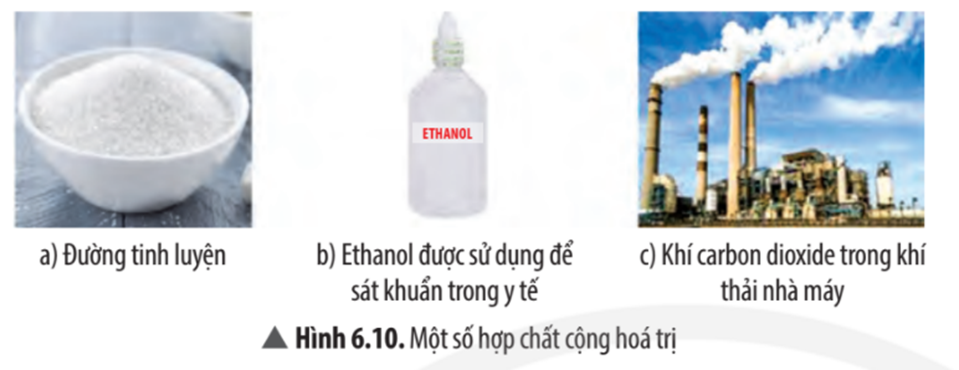 ETHANOL
a) Đường tinh luyện
b) Ethanol được sử dụng để
sát khuẩn trong y tế
c) Khí carbon dioxide trong khí
thải nhà máy
▲ Hình 6.10. Một số hợp chất cộng hoá trị